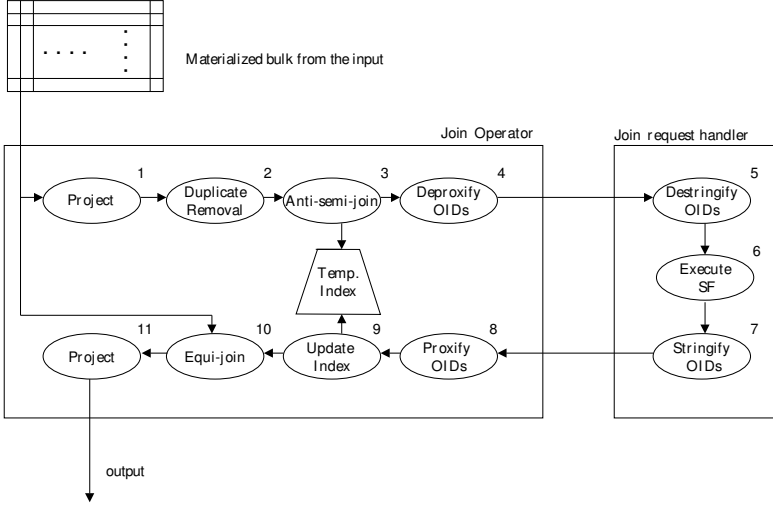 Materialized bulk from the input
Join Operator
Join request handler
1
2
3
4
5
Project
Duplicate
Removal
Anti-semi-join
Deproxify
OIDs
Destringify
OIDs
6
Execute
SF
Temp.
Index
11
10
9
8
7
Project
Equi-join
Update
Index
Proxify
OIDs
Stringify
OIDs
output